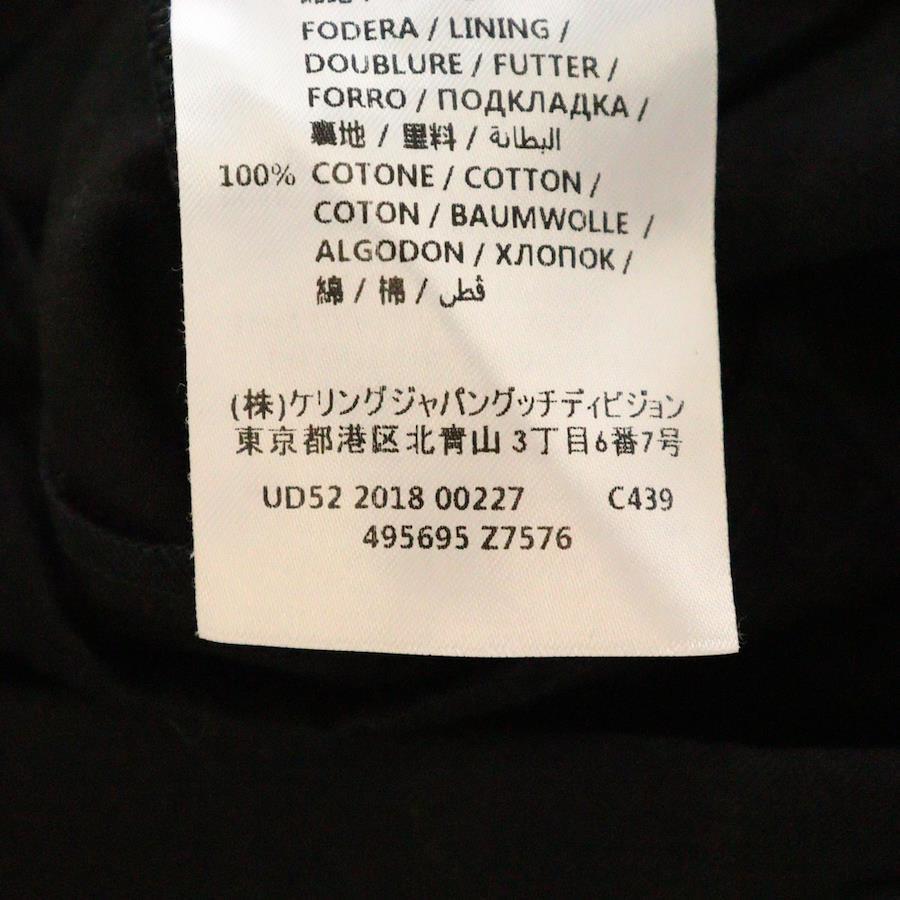 FODERA / LINING /
DOUBLURE / FUTTER /
FORRO / ПОДКЛАДКА /
裏地 / 里料 / البطانة
100% COTONE / COTTON /
COTON / BAUMWOLLE /
ALGODON / ХЛОПОК /
綿 / 棉 / قطن
(株)ケリングジャパングッチディビジョン
東京都港区北青山 3丁目6番7号
UD52 2018 00227 C439
495695 Z7576